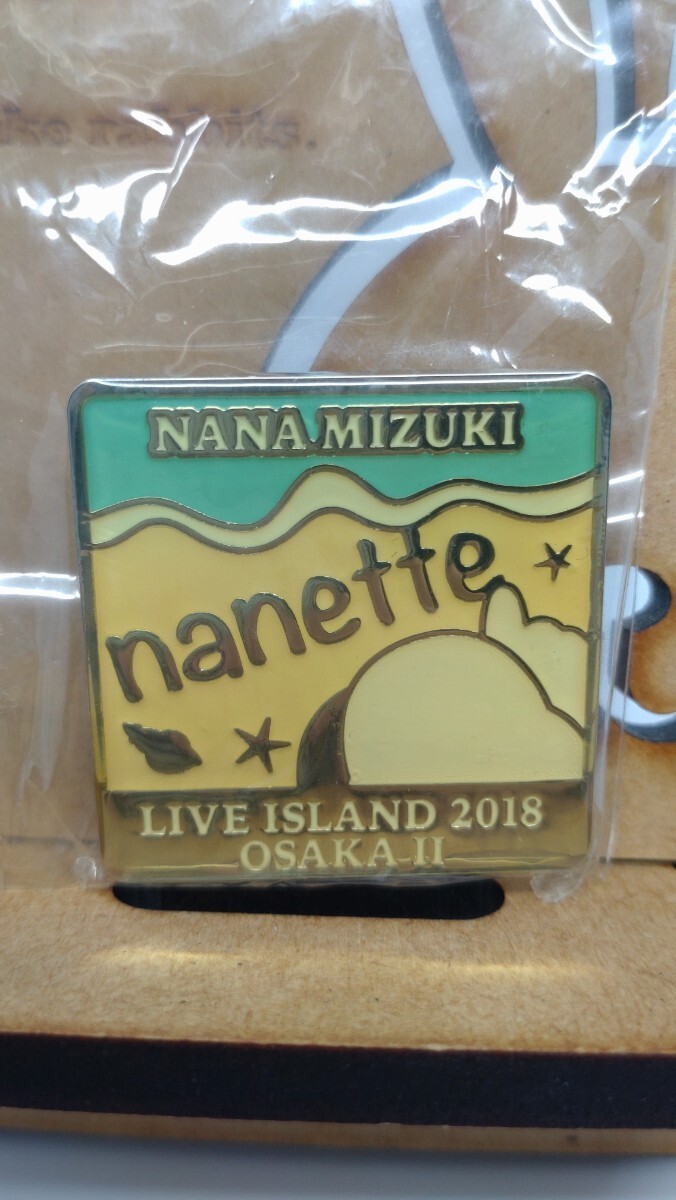 NANA MIZUKI
nanette
LIVE ISLAND 2018
OSAKA II